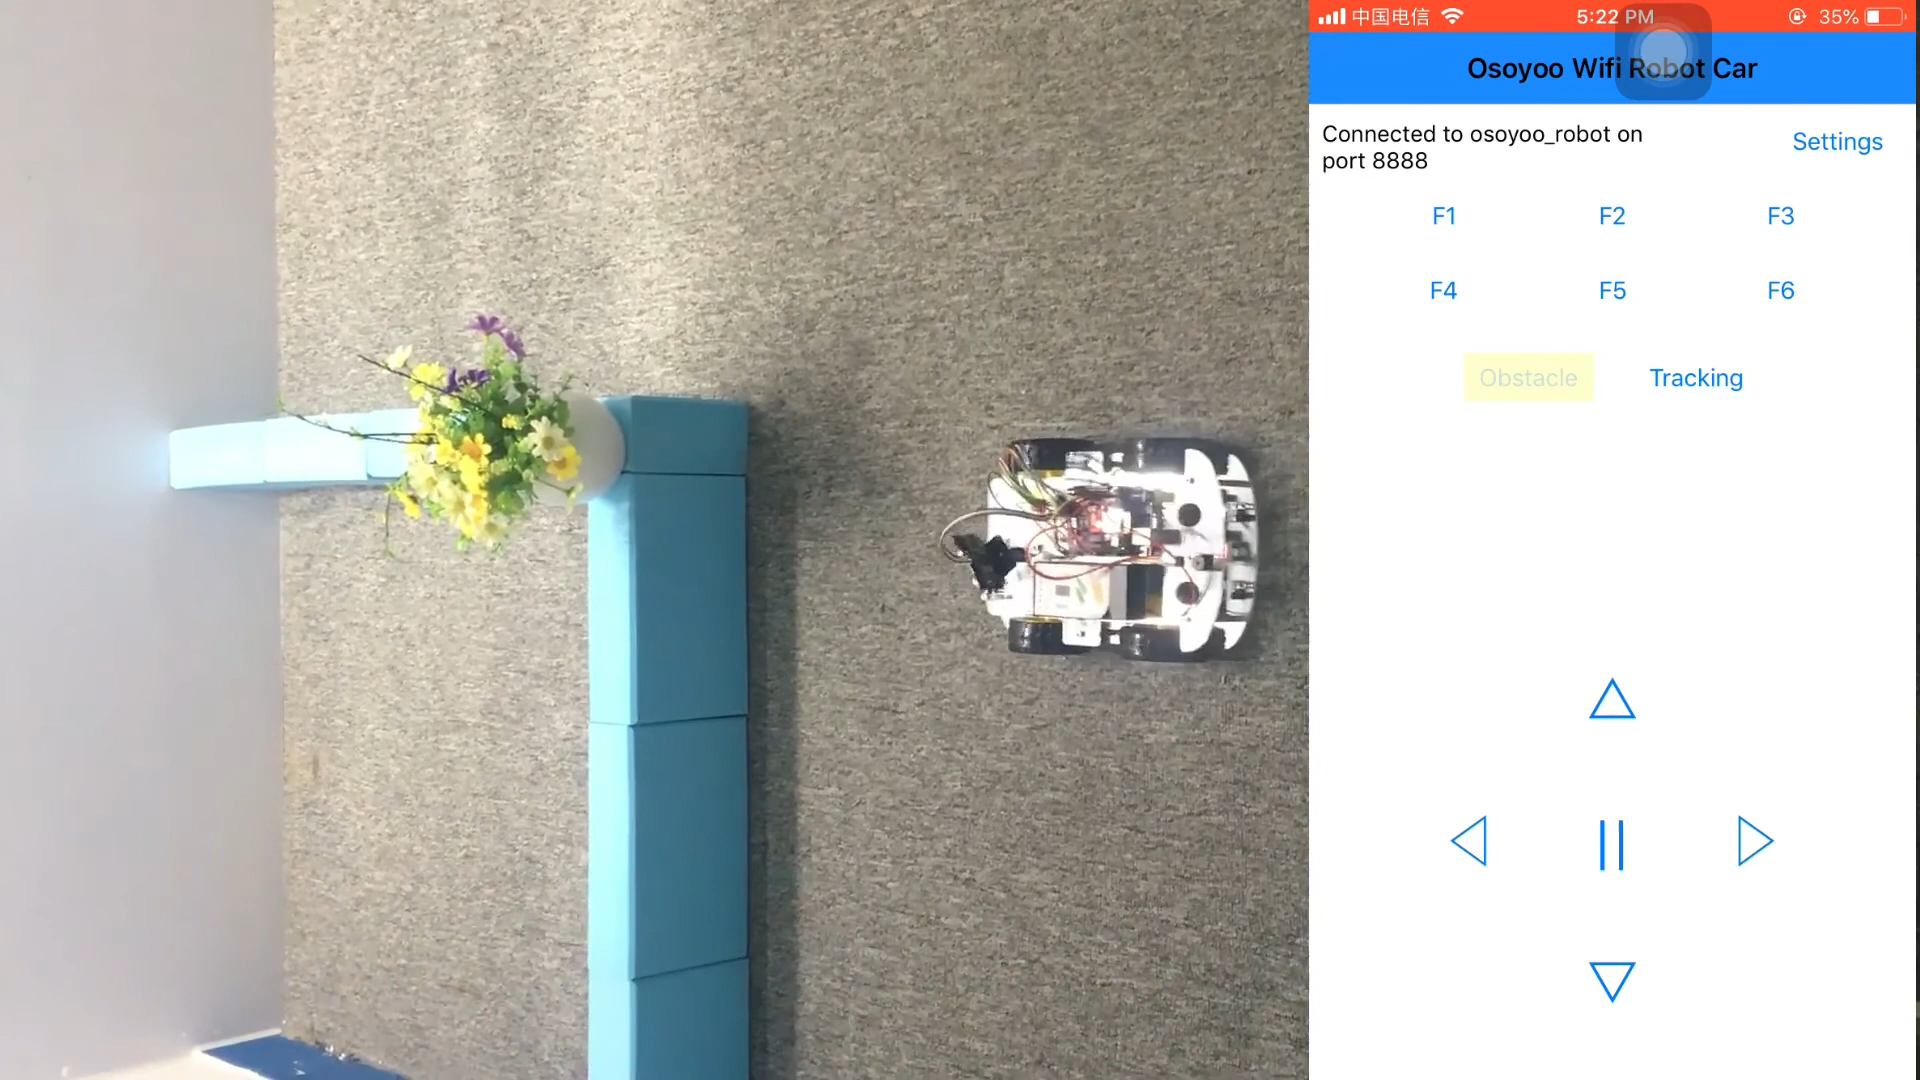 中国电信
5:22 PM
35%
Osoyoo Wifi Robot Car
Connected to osoyoo_robot on
port 8888
Settings
F1
F2
F3
F4
F5
F6
Obstacle
Tracking